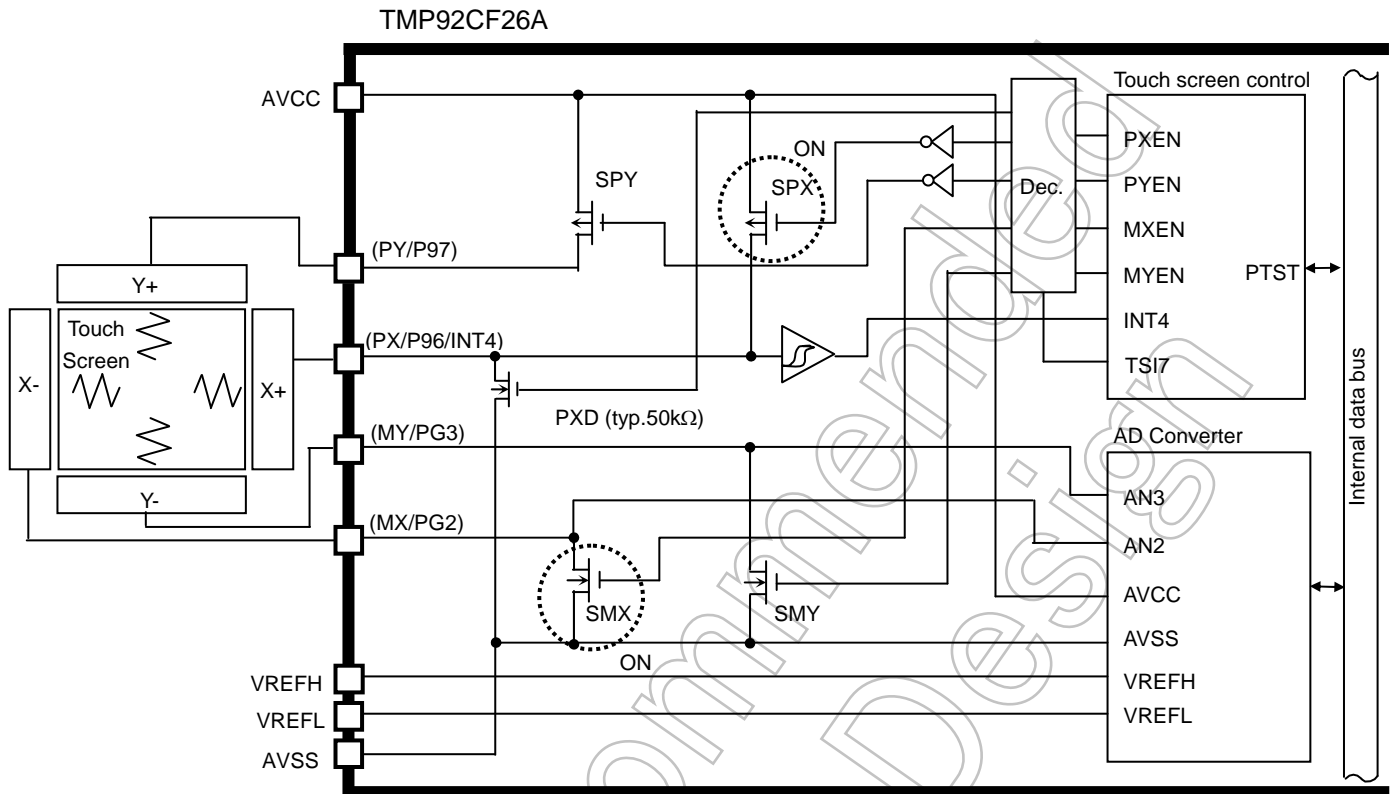 TMP92CF26A
AVCC
Touch screen control
ON
PXEN
SPY
SPX
Dec.
PYEN
MXEN
(PY/P97)
MYEN
PTST
Y+
INT4
Touch
Screen
(PX/P96/INT4)
TSI7
X-
X+
PXD (typ.50kΩ)
(MY/PG3)
AD Converter
Y-
AN3
(MX/PG2)
AN2
AVCC
SMX
SMY
AVSS
ON
VREFH
VREFH
VREFL
VREFL
AVSS
Internal data bus
ommended
Design